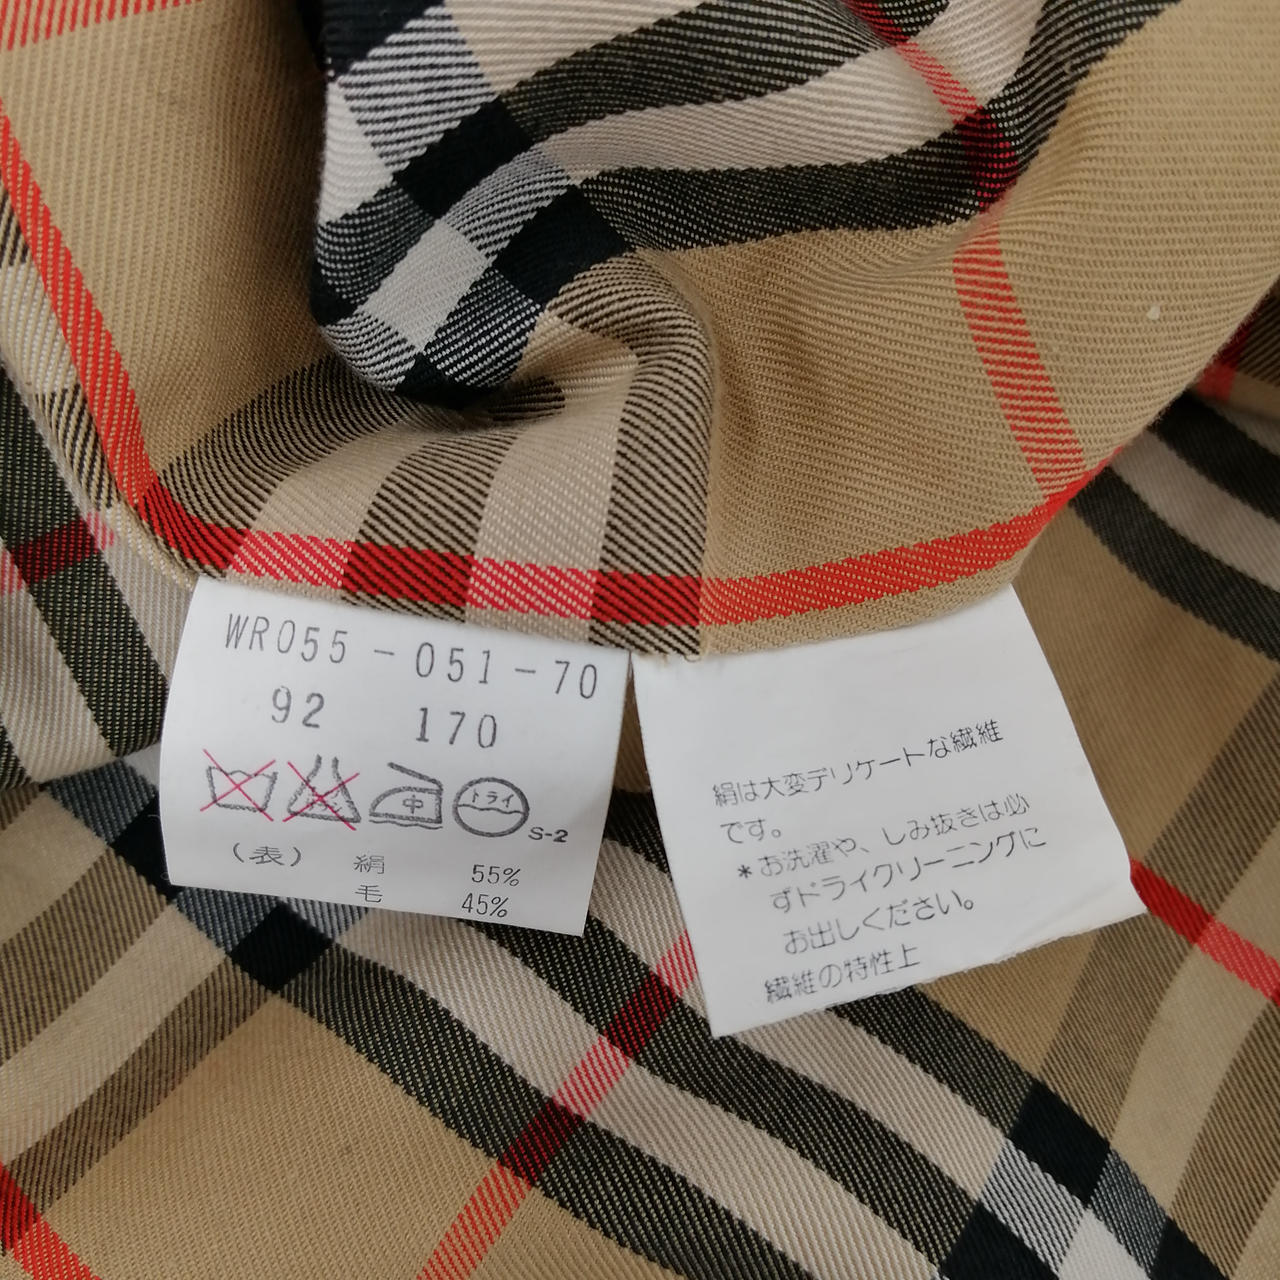 WR055-051-70
92 170
中 ドライ
S-2
(表) 絹 55%
毛 45%
絹は大変デリケートな繊維
です。
*お洗濯や、しみ抜きは必
ずドライクリーニングに
お出しください。
繊維の特性上